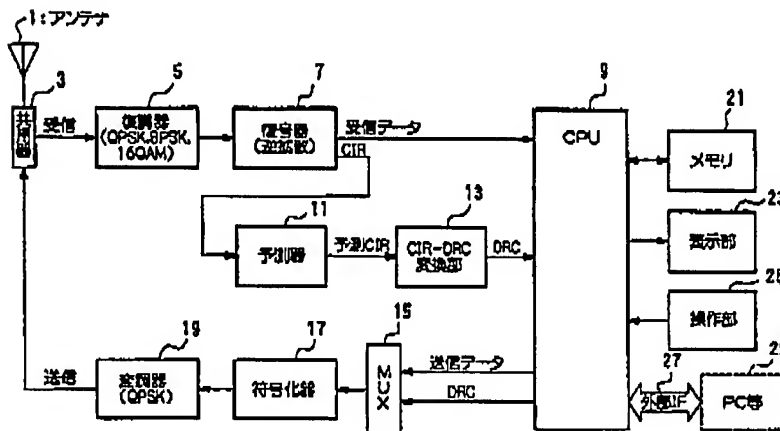 1:アンテナ
3
共用器
受信
5
復調器
(QPSK,8PSK,
16QAM)
7
復号器
(逆拡散)
受信データ
CIR
9
CPU
21
メモリ
23
表示部
25
操作部
27
外部IF
29
PC等
11
予測器
予測CIR
13
CIR-DRC
変換部
DRC
15
MUX
送信データ
DRC
17
符号化器
19
変調器
(QPSK)
送信